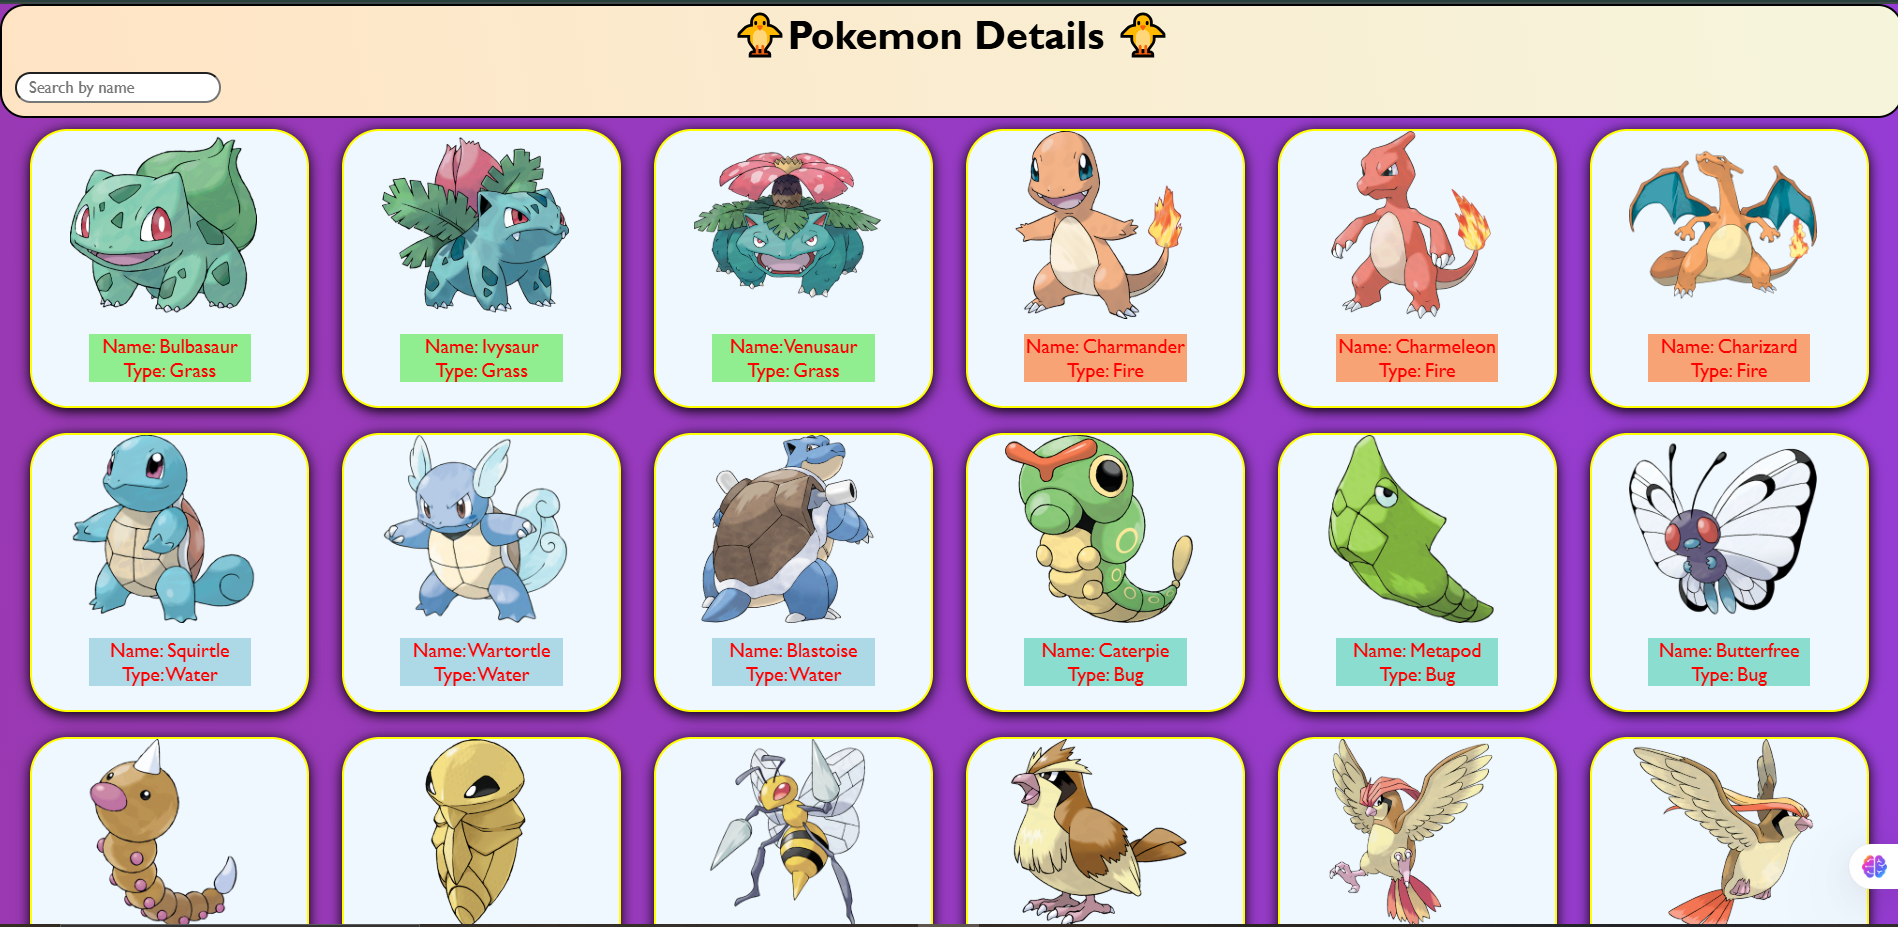 Pokemon Details
Search by name
Name: Bulbasaur
Type: Grass
Name: Ivysaur
Type: Grass
Name: Venusaur
Type: Grass
Name: Charmander
Type: Fire
Name: Charmeleon
Type: Fire
Name: Charizard
Type: Fire
Name: Squirtle
Type: Water
Name: Wartortle
Type: Water
Name: Blastoise
Type: Water
Name: Caterpie
Type: Bug
Name: Metapod
Type: Bug
Name: Butterfree
Type: Bug